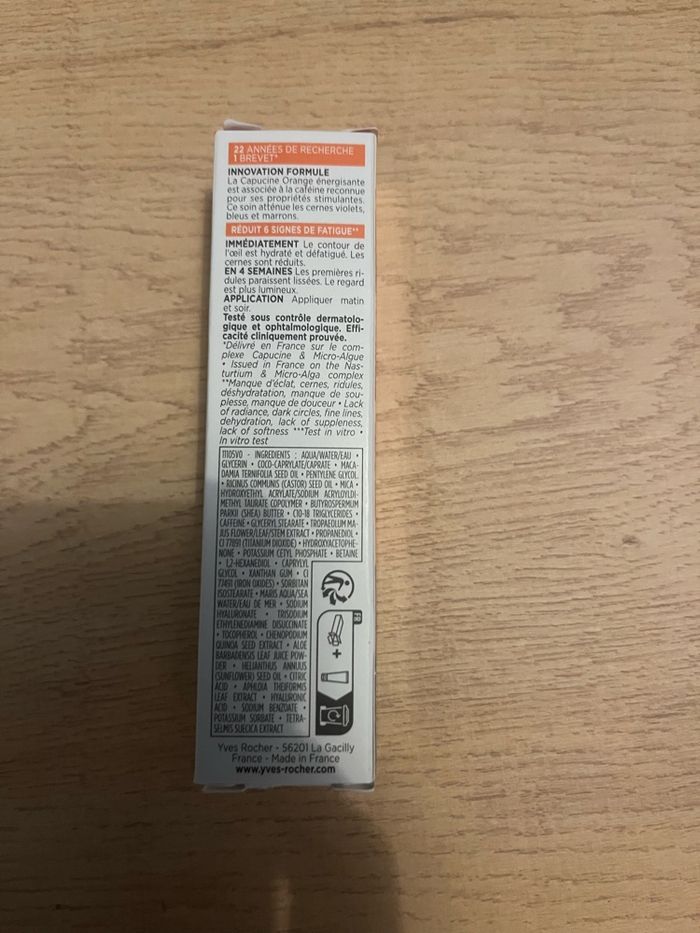 22 ANNÉES DE RECHERCHE
1 BREVET*
INNOVATION FORMULE
La Capucine Orange énergisante
est associée à la caféine reconnue
pour ses propriétés stimulantes.
Ce soin atténue les cernes violets,
bleus et marrons.
RÉDUIT 6 SIGNES DE FATIGUE**
IMMÉDIATEMENT Le contour de
l'œil est hydraté et défatigué. Les
cernes sont réduits.
EN 4 SEMAINES Les premières ri-
dules paraissent lissées. Le regard
est plus lumineux.
APPLICATION Appliquer matin
et soir.
Testé sous contrôle dermatolo-
gique et ophtalmologique. Effi-
cacité cliniquement prouvée.
*Délivré en France sur le com-
plexe Capucine & Micro-Algue
• Issued in France on the Nas-
turtium & Micro-Alga complex
**Manque d'éclat, cernes, ridules,
déshydratation, manque de sou-
plesse, manque de douceur • Lack
of radiance, dark circles, fine lines,
dehydration, lack of suppleness,
lack of softness ***Test in vitro •
In vitro test
11105V0 - INGREDIENTS : AQUA/WATER/EAU •
GLYCERIN • COCO-CAPRYLATE/CAPRATE • MACA-
DAMIA TERNIFOLIA SEED OIL • PENTYLENE GLYCOL
• RICINUS COMMUNIS (CASTOR) SEED OIL • MICA •
HYDROXYETHYL ACRYLATE/SODIUM ACRYLOYLDI-
METHYL TAURATE COPOLYMER • BUTYROSPERMUM
PARKII (SHEA) BUTTER • C10-18 TRIGLYCERIDES •
CAFFEINE • GLYCERYL STEARATE • TROPAEOLUM MA-
JUS FLOWER/LEAF/STEM EXTRACT • PROPANEDIOL •
CI 77891 (TITANIUM DIOXIDE) • HYDROXYACETOPHE-
NONE • POTASSIUM CETYL PHOSPHATE • BETAINE
• 1,2-HEXANEDIOL • CAPRYLYL
GLYCOL • XANTHAN GUM • CI
77491 (IRON OXIDES) • SORBITAN
ISOSTEARATE • MARIS AQUA/SEA
WATER/EAU DE MER • SODIUM
HYALURONATE • TRISODIUM
ETHYLENEDIAMINE DISUCCINATE
• TOCOPHEROL • CHENOPODIUM
QUINOA SEED EXTRACT • ALOE
BARBADENSIS LEAF JUICE POW-
DER • HELIANTHUS ANNUUS
(SUNFLOWER) SEED OIL • CITRIC
ACID • APHLOIA THEIFORMIS
LEAF EXTRACT • HYALURONIC
ACID • SODIUM BENZOATE •
POTASSIUM SORBATE • TETRA-
SELMIS SUECICA EXTRACT
FR
+
Yves Rocher - 56201 La Gacilly
France - Made in France
www.yves-rocher.com